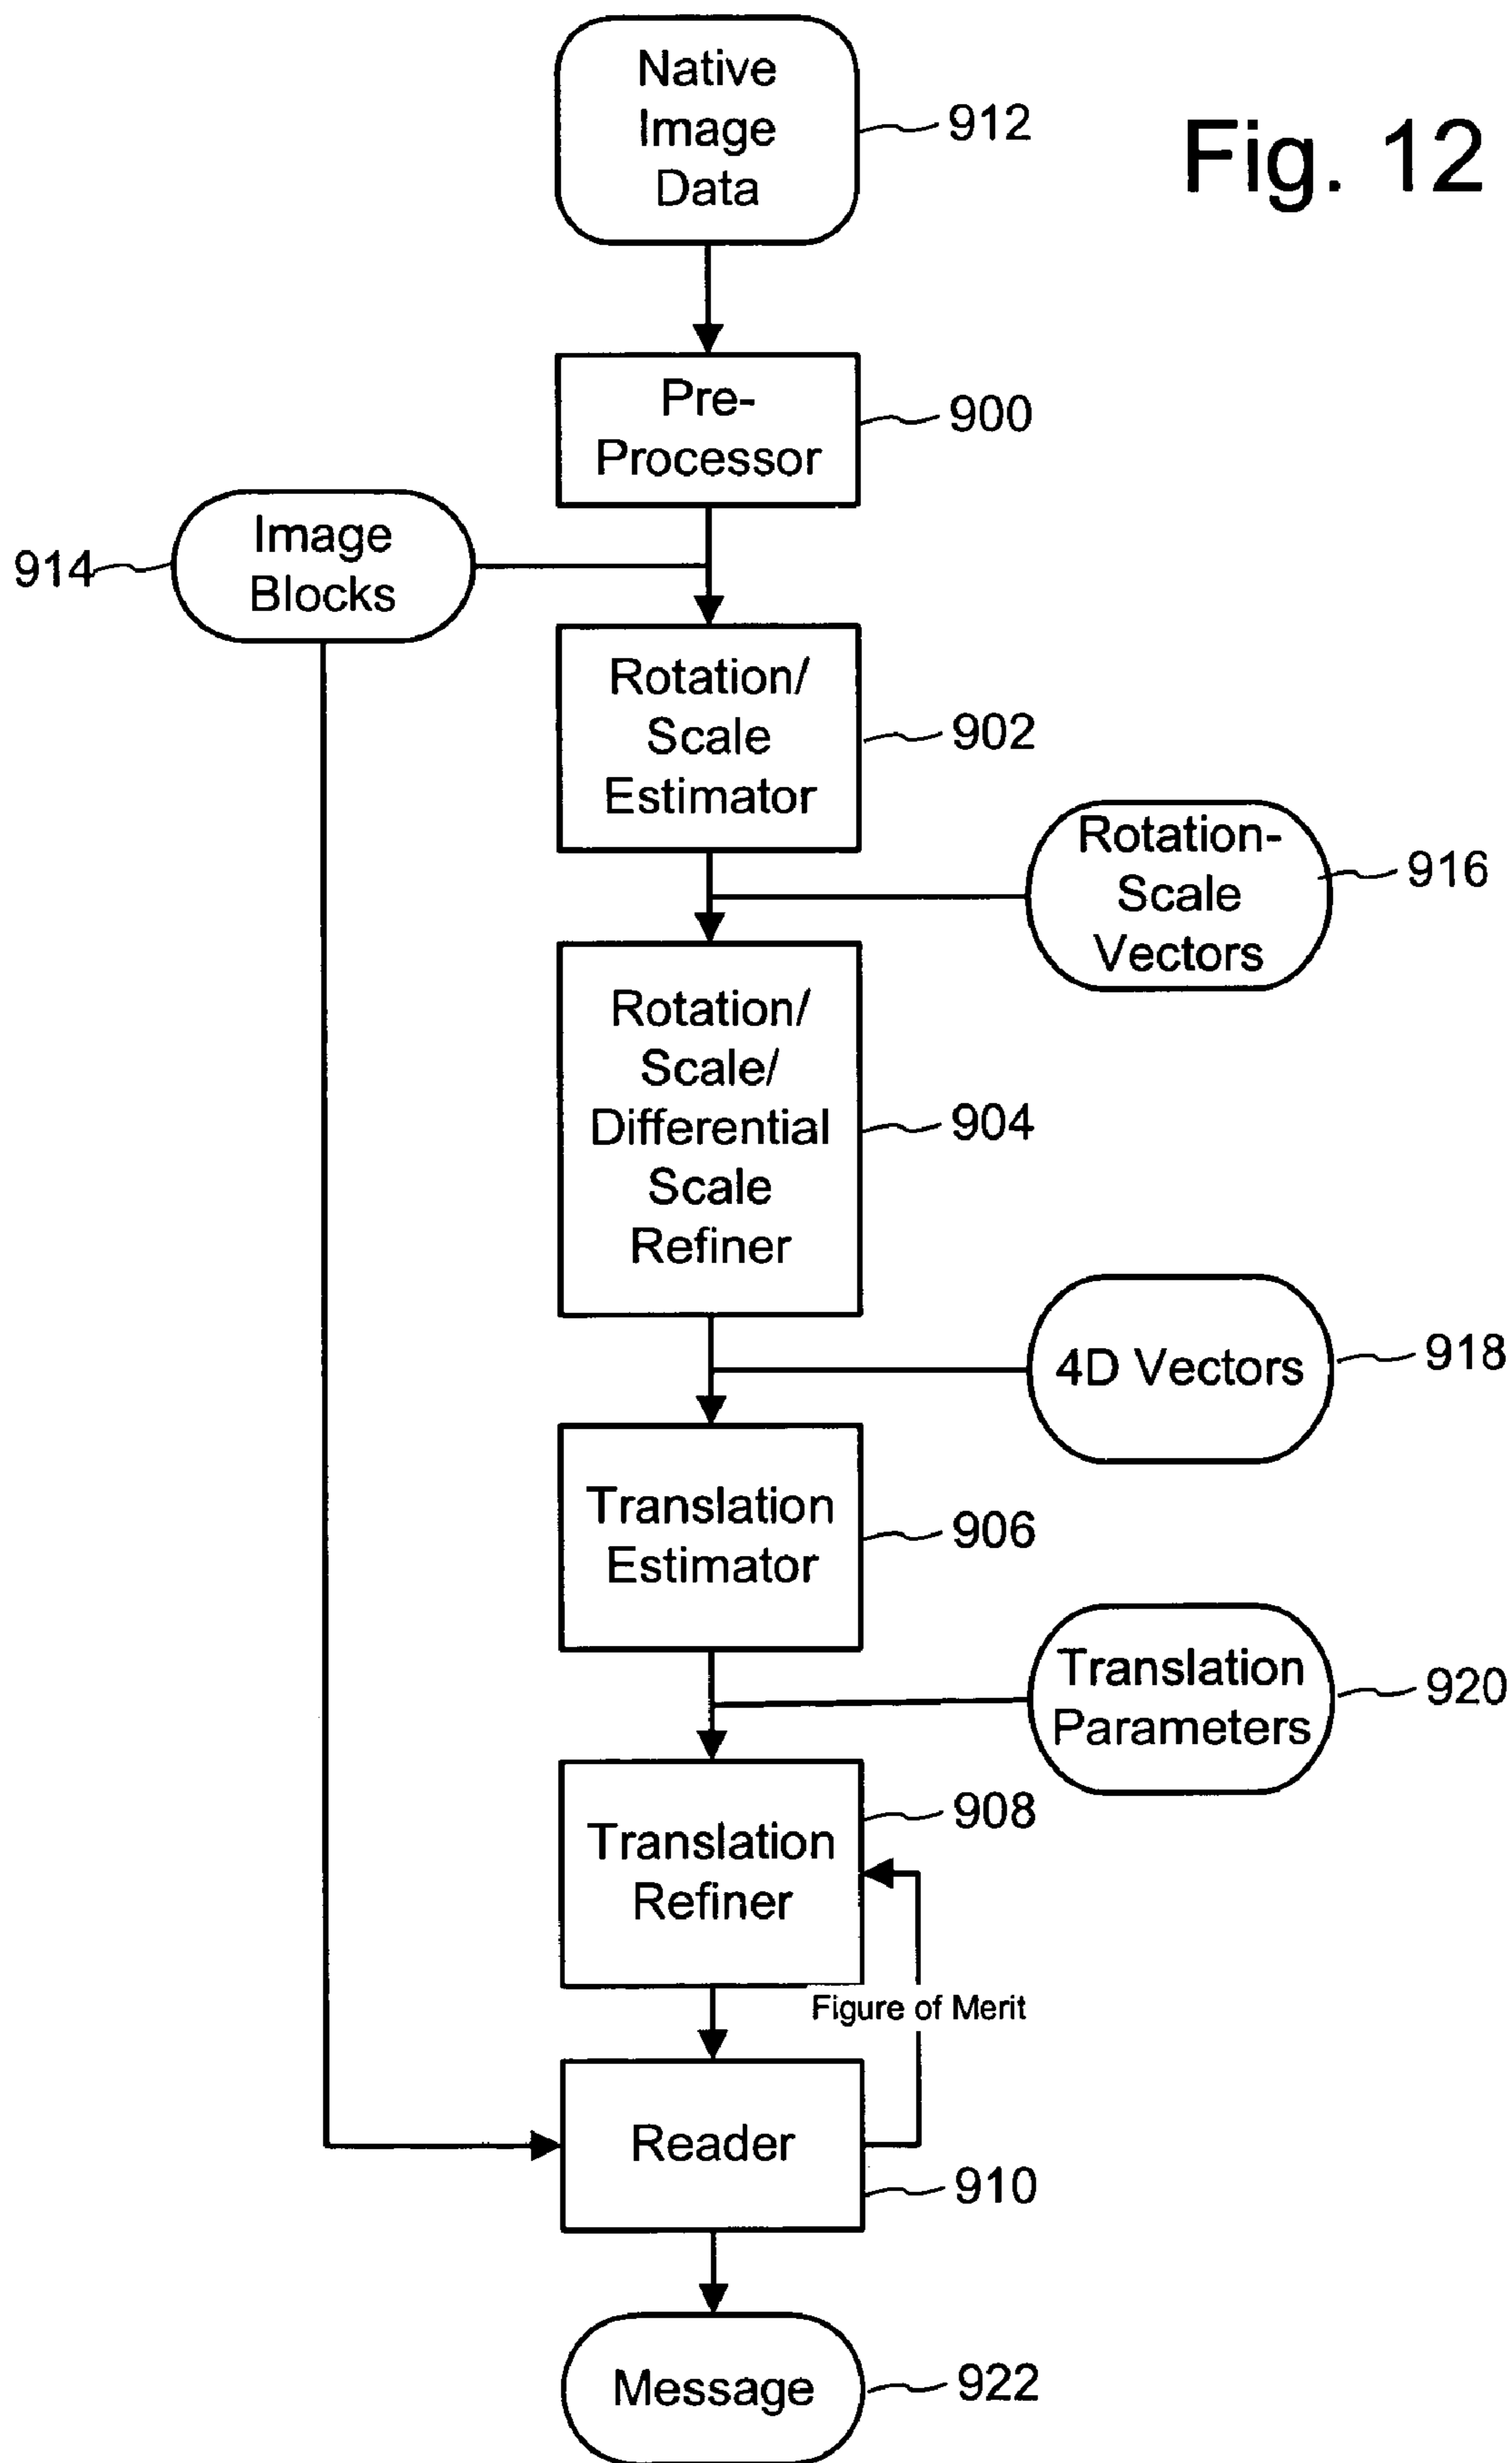 Native
Image
Data
912
Fig. 12
Pre-
Processor
900
Image
Blocks
914
Rotation/
Scale
Estimator
902
Rotation-
Scale
Vectors
916
Rotation/
Scale/
Differential
Scale
Refiner
904
4D Vectors
918
Translation
Estimator
906
Translation
Parameters
920
Translation
Refiner
908
Figure of Merit
Reader
910
Message
922